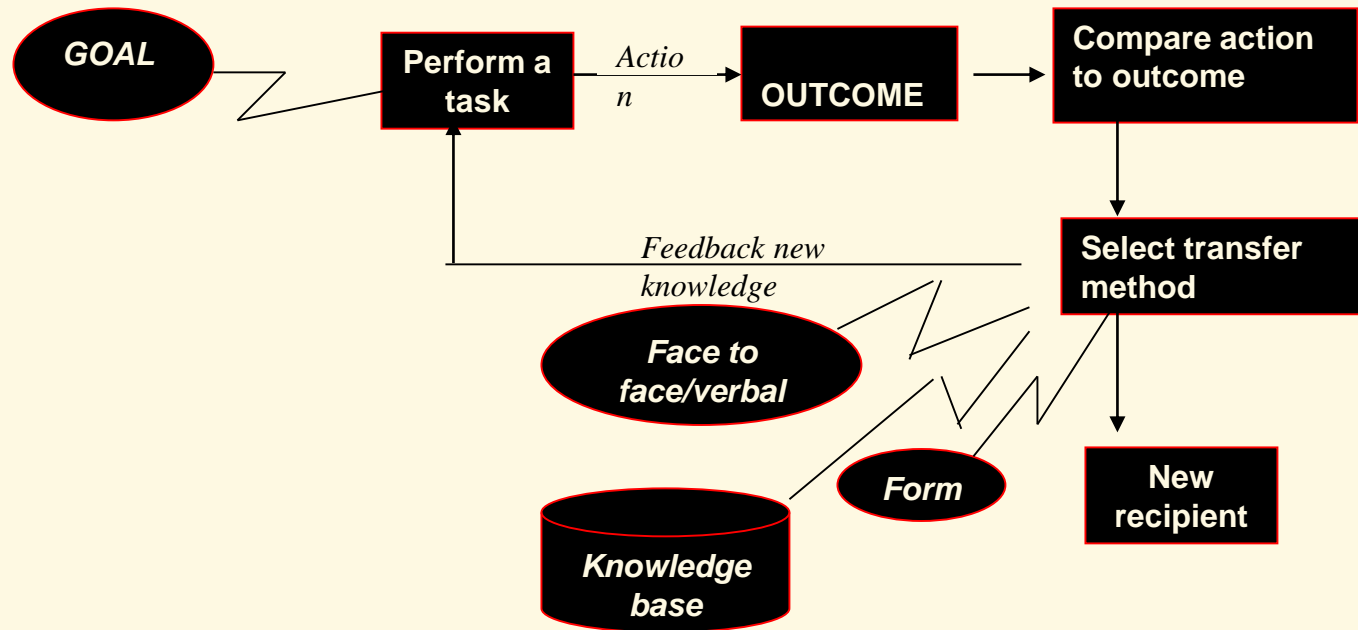 GOAL
Perform a
task
Actio
n
OUTCOME
Compare action
to outcome
Feedback new
knowledge
Select transfer
method
Face to
face/verbal
Form
New
recipient
Knowledge
base